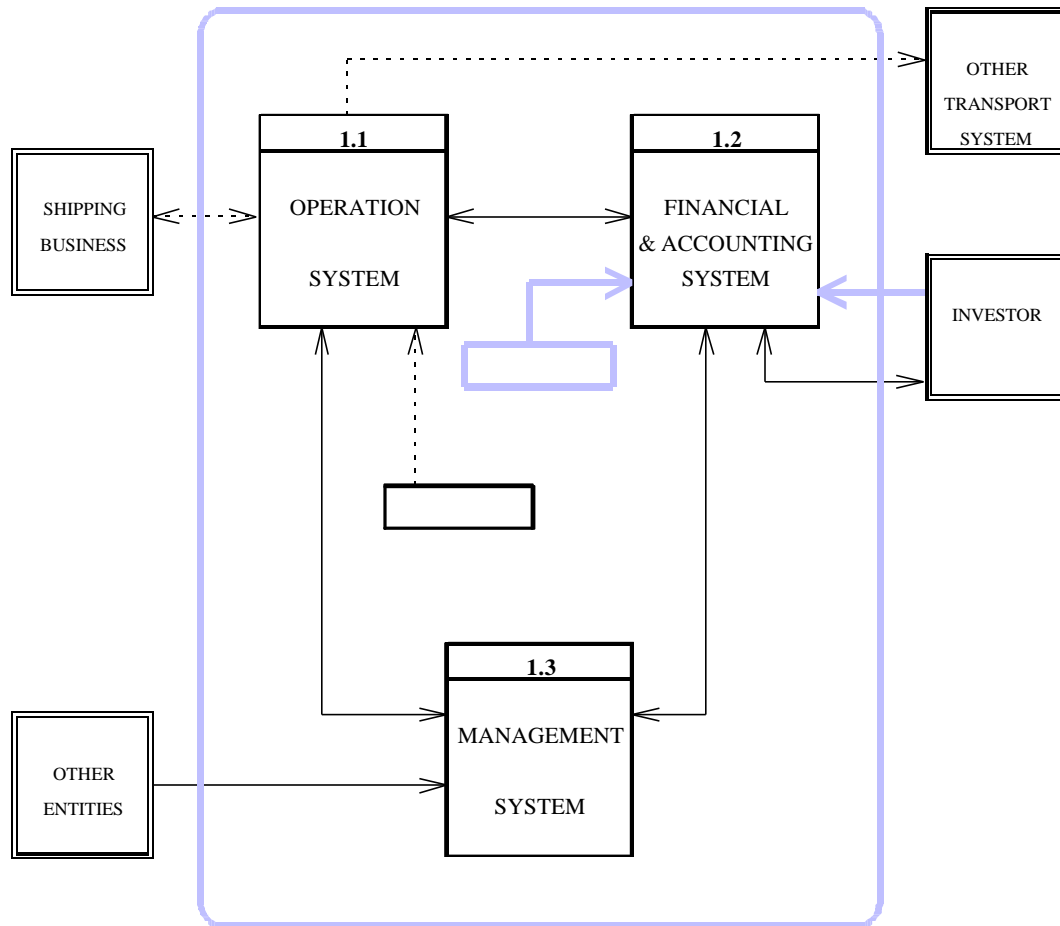 OTHER
TRANSPORT
SYSTEM
1.1
OPERATION
SYSTEM
1.2
FINANCIAL
& ACCOUNTING
SYSTEM
SHIPPING
BUSINESS
INVESTOR
1.3
MANAGEMENT
SYSTEM
OTHER
ENTITIES